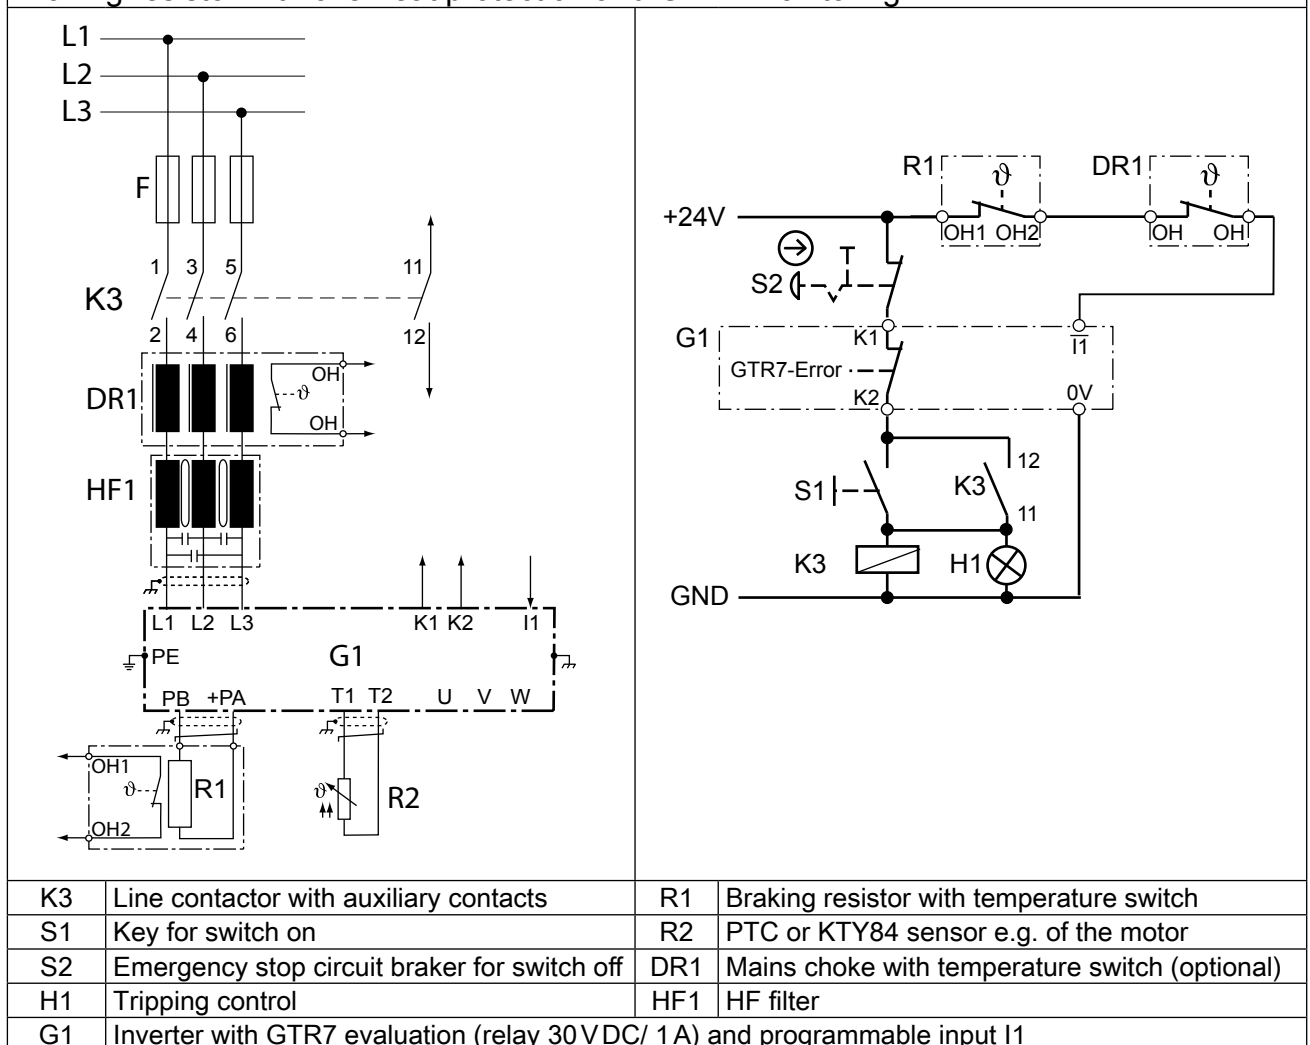 L1
L2
L3
F
1 3 5 11
K3
2 4 6 12
DR1
OH
ϑ
OH
HF1
L1 L2 L3 K1 K2 I1
PE
G1
PB +PA T1 T2 U V W
OH1
ϑ
R1
OH2
ϑ
R2
R1 DR1
ϑ ϑ
+24V
OH1 OH2 OH OH
S2
G1 K1 I1
GTR7-Error
K2 0V
12
S1 K3
11
K3 H1
GND
K3 Line contactor with auxiliary contacts R1 Braking resistor with temperature switch
S1 Key for switch on R2 PTC or KTY84 sensor e.g. of the motor
S2 Emergency stop circuit braker for switch off DR1 Mains choke with temperature switch (optional)
H1 Tripping control HF1 HF filter
G1 Inverter with GTR7 evaluation (relay 30 V DC/ 1 A) and programmable input I1